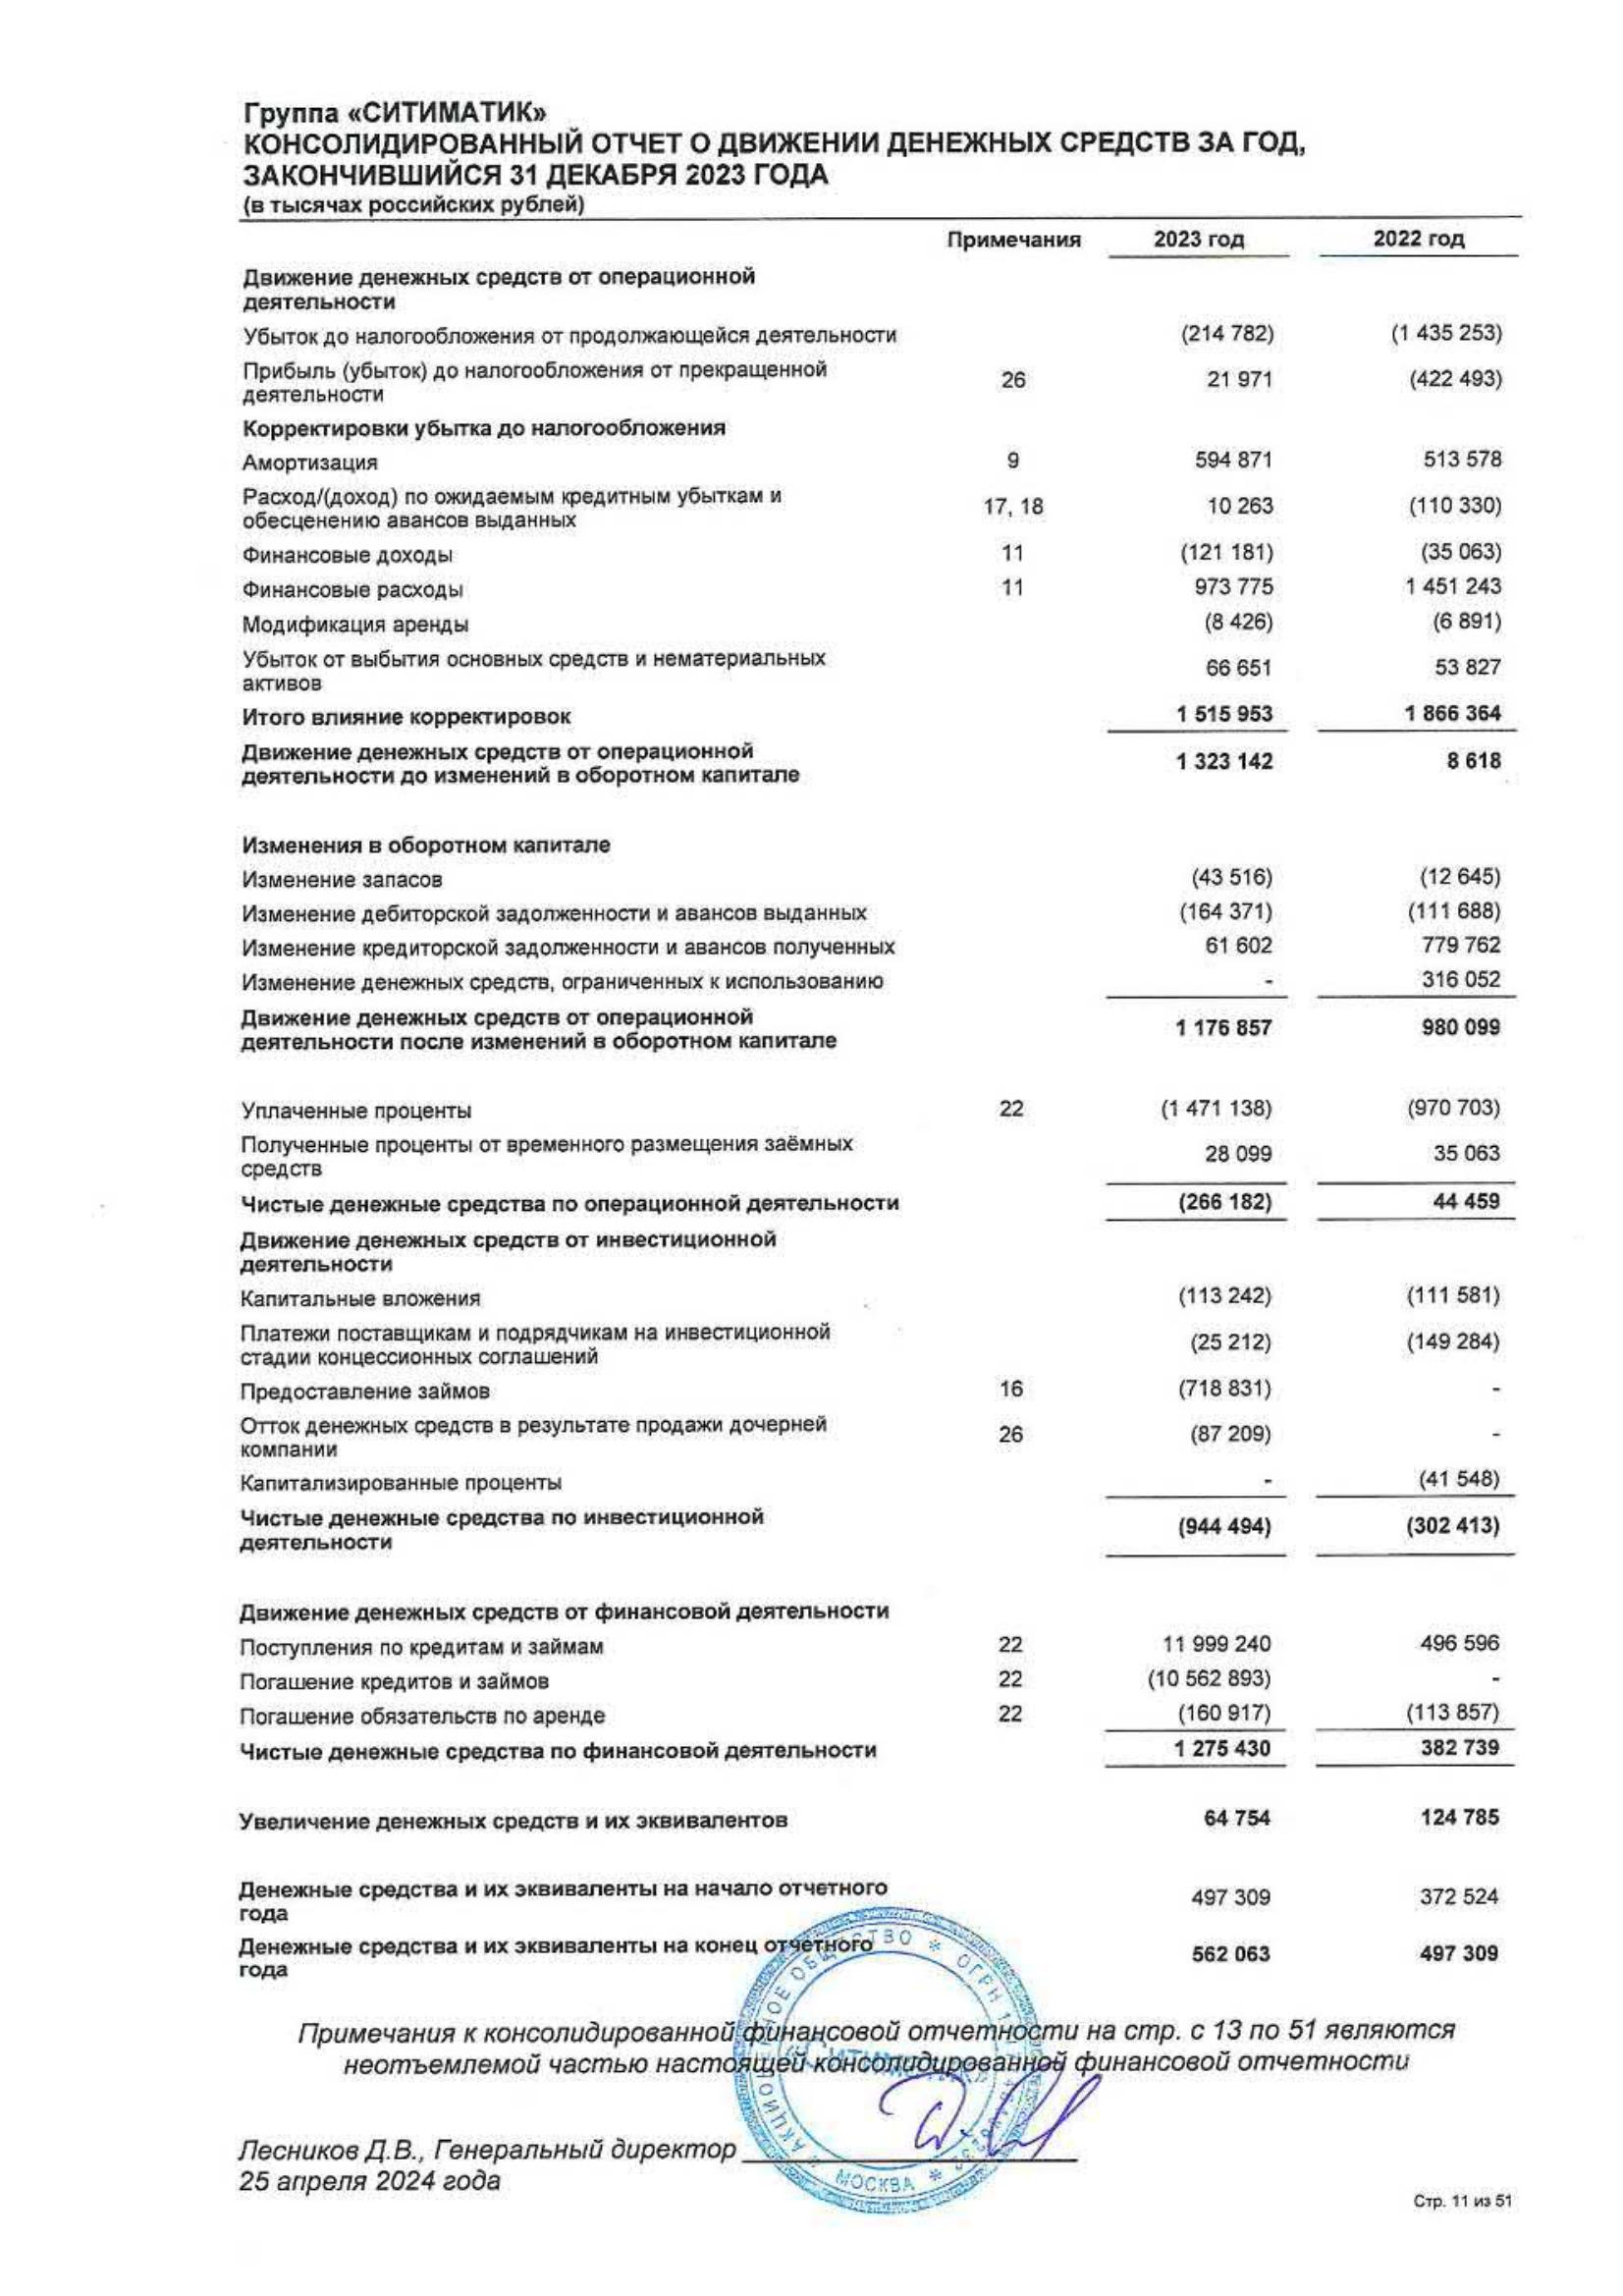 Группа «СИТИМАТИК»
КОНСОЛИДИРОВАННЫЙ ОТЧЕТ О ДВИЖЕНИИ ДЕНЕЖНЫХ СРЕДСТВ ЗА ГОД,
ЗАКОНЧИВШИЙСЯ 31 ДЕКАБРЯ 2023 ГОДА
(в тысячах российских рублей)
Примечания 2023 год 2022 год
Движение денежных средств от операционной
деятельности
Убыток до налогообложения от продолжающейся деятельности (214 782) (1 435 253)
Прибыль (убыток) до налогообложения от прекращенной
деятельности 26 21 971 (422 493)
Корректировки убытка до налогообложения
Амортизация 9 594 871 513 578
Расход/(доход) по ожидаемым кредитным убыткам и
обесценению авансов выданных 17, 18 10 263 (110 330)
Финансовые доходы 11 (121 181) (35 063)
Финансовые расходы 11 973 775 1 451 243
Модификация аренды (8 426) (6 891)
Убыток от выбытия основных средств и нематериальных
активов 66 651 53 827
Итого влияние корректировок 1 515 953 1 866 364
Движение денежных средств от операционной
деятельности до изменений в оборотном капитале 1 323 142 8 618
Изменения в оборотном капитале
Изменение запасов (43 516) (12 645)
Изменение дебиторской задолженности и авансов выданных (164 371) (111 688)
Изменение кредиторской задолженности и авансов полученных 61 602 779 762
Изменение денежных средств, ограниченных к использованию - 316 052
Движение денежных средств от операционной
деятельности после изменений в оборотном капитале 1 176 857 980 099
Уплаченные проценты 22 (1 471 138) (970 703)
Полученные проценты от временного размещения заёмных
средств 28 099 35 063
Чистые денежные средства по операционной деятельности (266 182) 44 459
Движение денежных средств от инвестиционной
деятельности
Капитальные вложения (113 242) (111 581)
Платежи поставщикам и подрядчикам на инвестиционной
стадии концессионных соглашений (25 212) (149 284)
Предоставление займов 16 (718 831) -
Отток денежных средств в результате продажи дочерней
компании 26 (87 209) -
Капитализированные проценты - (41 548)
Чистые денежные средства по инвестиционной
деятельности (944 494) (302 413)
Движение денежных средств от финансовой деятельности
Поступления по кредитам и займам 22 11 999 240 496 596
Погашение кредитов и займов 22 (10 562 893) -
Погашение обязательств по аренде 22 (160 917) (113 857)
Чистые денежные средства по финансовой деятельности 1 275 430 382 739
Увеличение денежных средств и их эквивалентов 64 754 124 785
Денежные средства и их эквиваленты на начало отчетного
года 497 309 372 524
Денежные средства и их эквиваленты на конец отчетного
года 562 063 497 309
Примечания к консолидированной финансовой отчетности на стр. с 13 по 51 являются
неотъемлемой частью настоящей консолидированной финансовой отчетности
АКЦИОНЕРНОЕ ОБЩЕСТВО * ОГРН
«Ситиматик»
МОСКВА
Лесников Д.В., Генеральный директор
25 апреля 2024 года
Стр. 11 из 51